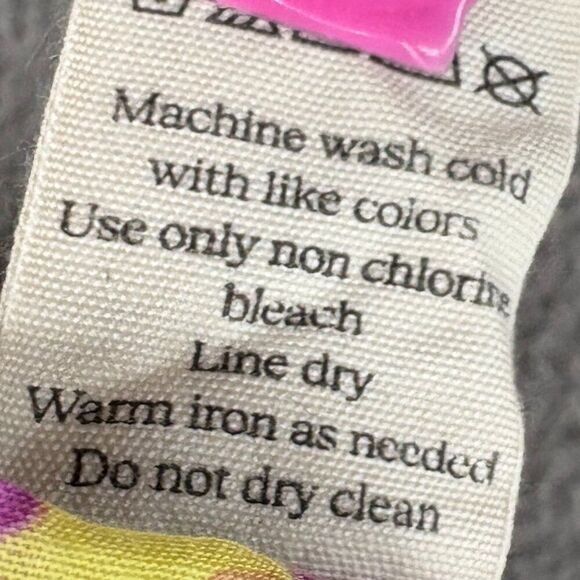 Machine wash cold
with like colors
Use only non chlorine
bleach
Line dry
Warm iron as needed
Do not dry clean